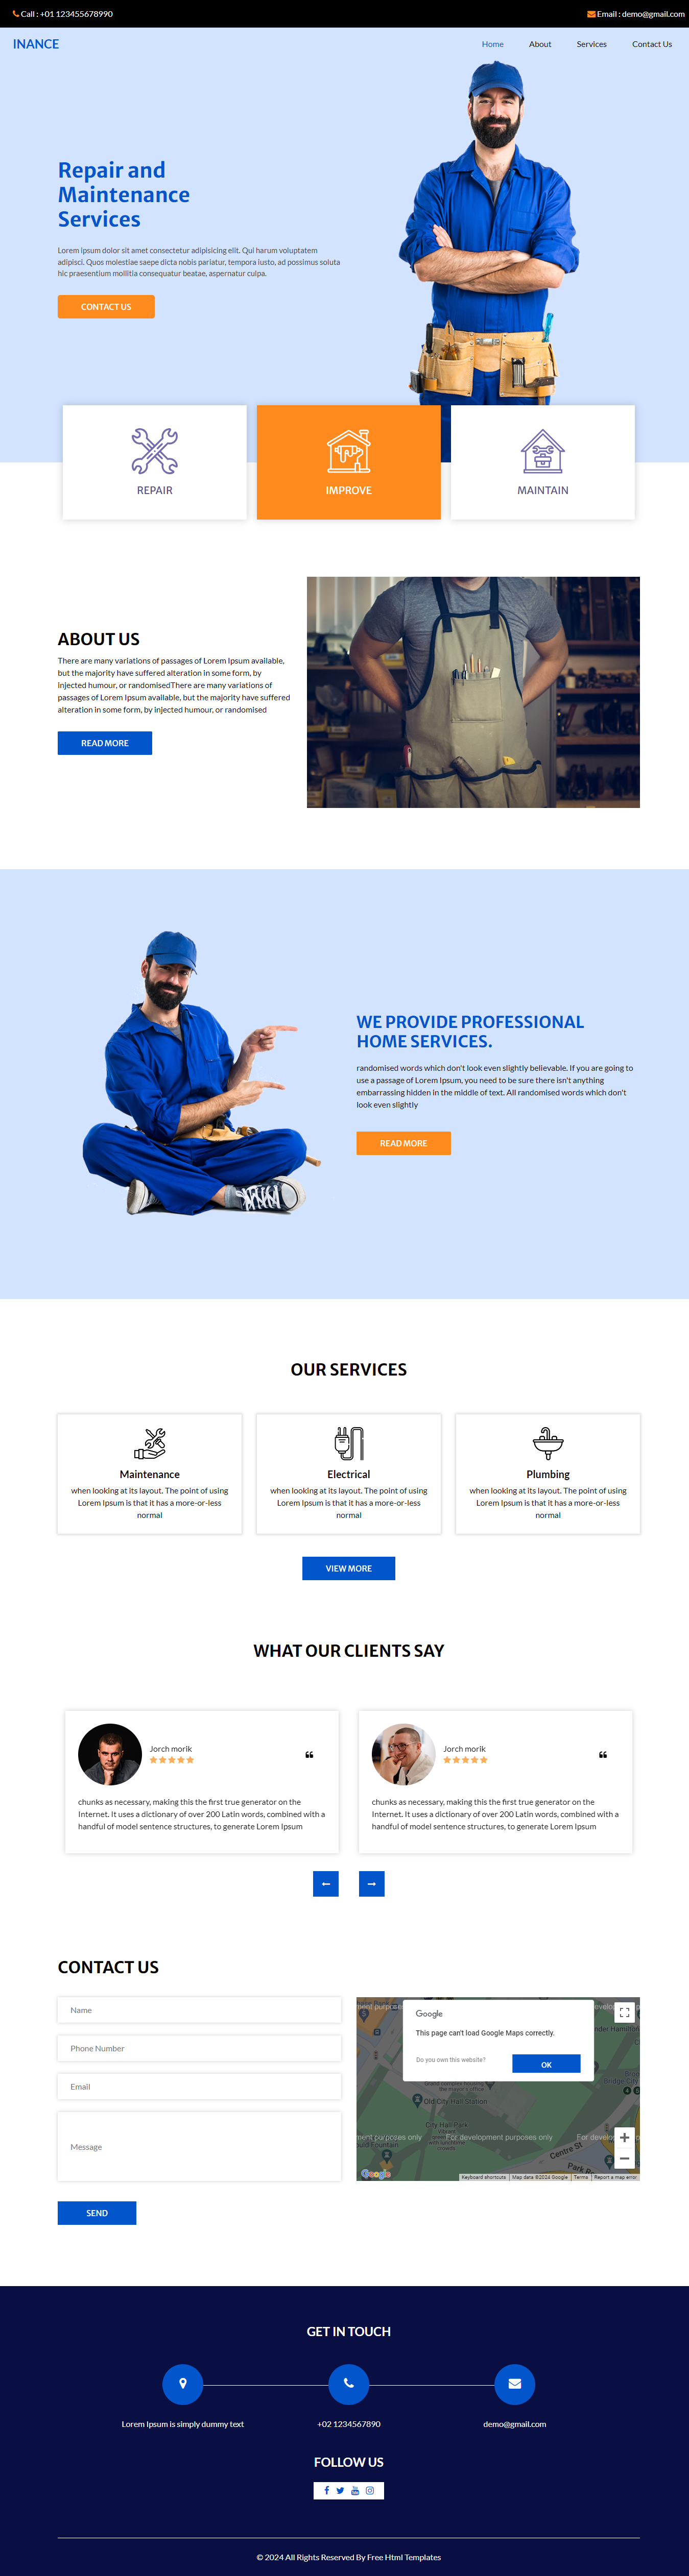 Call : +01 123455678990
Email : demo@gmail.com
INANCE
Home
About
Services
Contact Us
Repair and
Maintenance
Services
Lorem ipsum dolor sit amet consectetur adipisicing elit. Qui harum voluptatem
adipisci. Quos molestiae saepe dicta nobis pariatur, tempora iusto, ad possimus soluta
hic praesentium mollitia consequatur beatae, aspernatur culpa.
CONTACT US
REPAIR
IMPROVE
MAINTAIN
ABOUT US
There are many variations of passages of Lorem Ipsum available,
but the majority have suffered alteration in some form, by
injected humour, or randomisedThere are many variations of
passages of Lorem Ipsum available, but the majority have suffered
alteration in some form, by injected humour, or randomised
READ MORE
WE PROVIDE PROFESSIONAL
HOME SERVICES.
randomised words which don't look even slightly believable. If you are going to
use a passage of Lorem Ipsum, you need to be sure there isn't anything
embarrassing hidden in the middle of text. All randomised words which don't
look even slightly
READ MORE
OUR SERVICES
Maintenance
when looking at its layout. The point of using
Lorem Ipsum is that it has a more-or-less
normal
Electrical
when looking at its layout. The point of using
Lorem Ipsum is that it has a more-or-less
normal
Plumbing
when looking at its layout. The point of using
Lorem Ipsum is that it has a more-or-less
normal
VIEW MORE
WHAT OUR CLIENTS SAY
Jorch morik
chunks as necessary, making this the first true generator on the
Internet. It uses a dictionary of over 200 Latin words, combined with a
handful of model sentence structures, to generate Lorem Ipsum
Jorch morik
chunks as necessary, making this the first true generator on the
Internet. It uses a dictionary of over 200 Latin words, combined with a
handful of model sentence structures, to generate Lorem Ipsum
CONTACT US
Name
Phone Number
Email
Message
SEND
Google
This page can't load Google Maps correctly.
Do you own this website?
OK
Old City Hall Station
City Hall
Park
For development purposes only
Centre St
Google
Keyboard shortcuts
Map data ©2024 Google
Terms
Report a map error
GET IN TOUCH
Lorem Ipsum is simply dummy text
+02 1234567890
demo@gmail.com
FOLLOW US
© 2024 All Rights Reserved By Free Html Templates